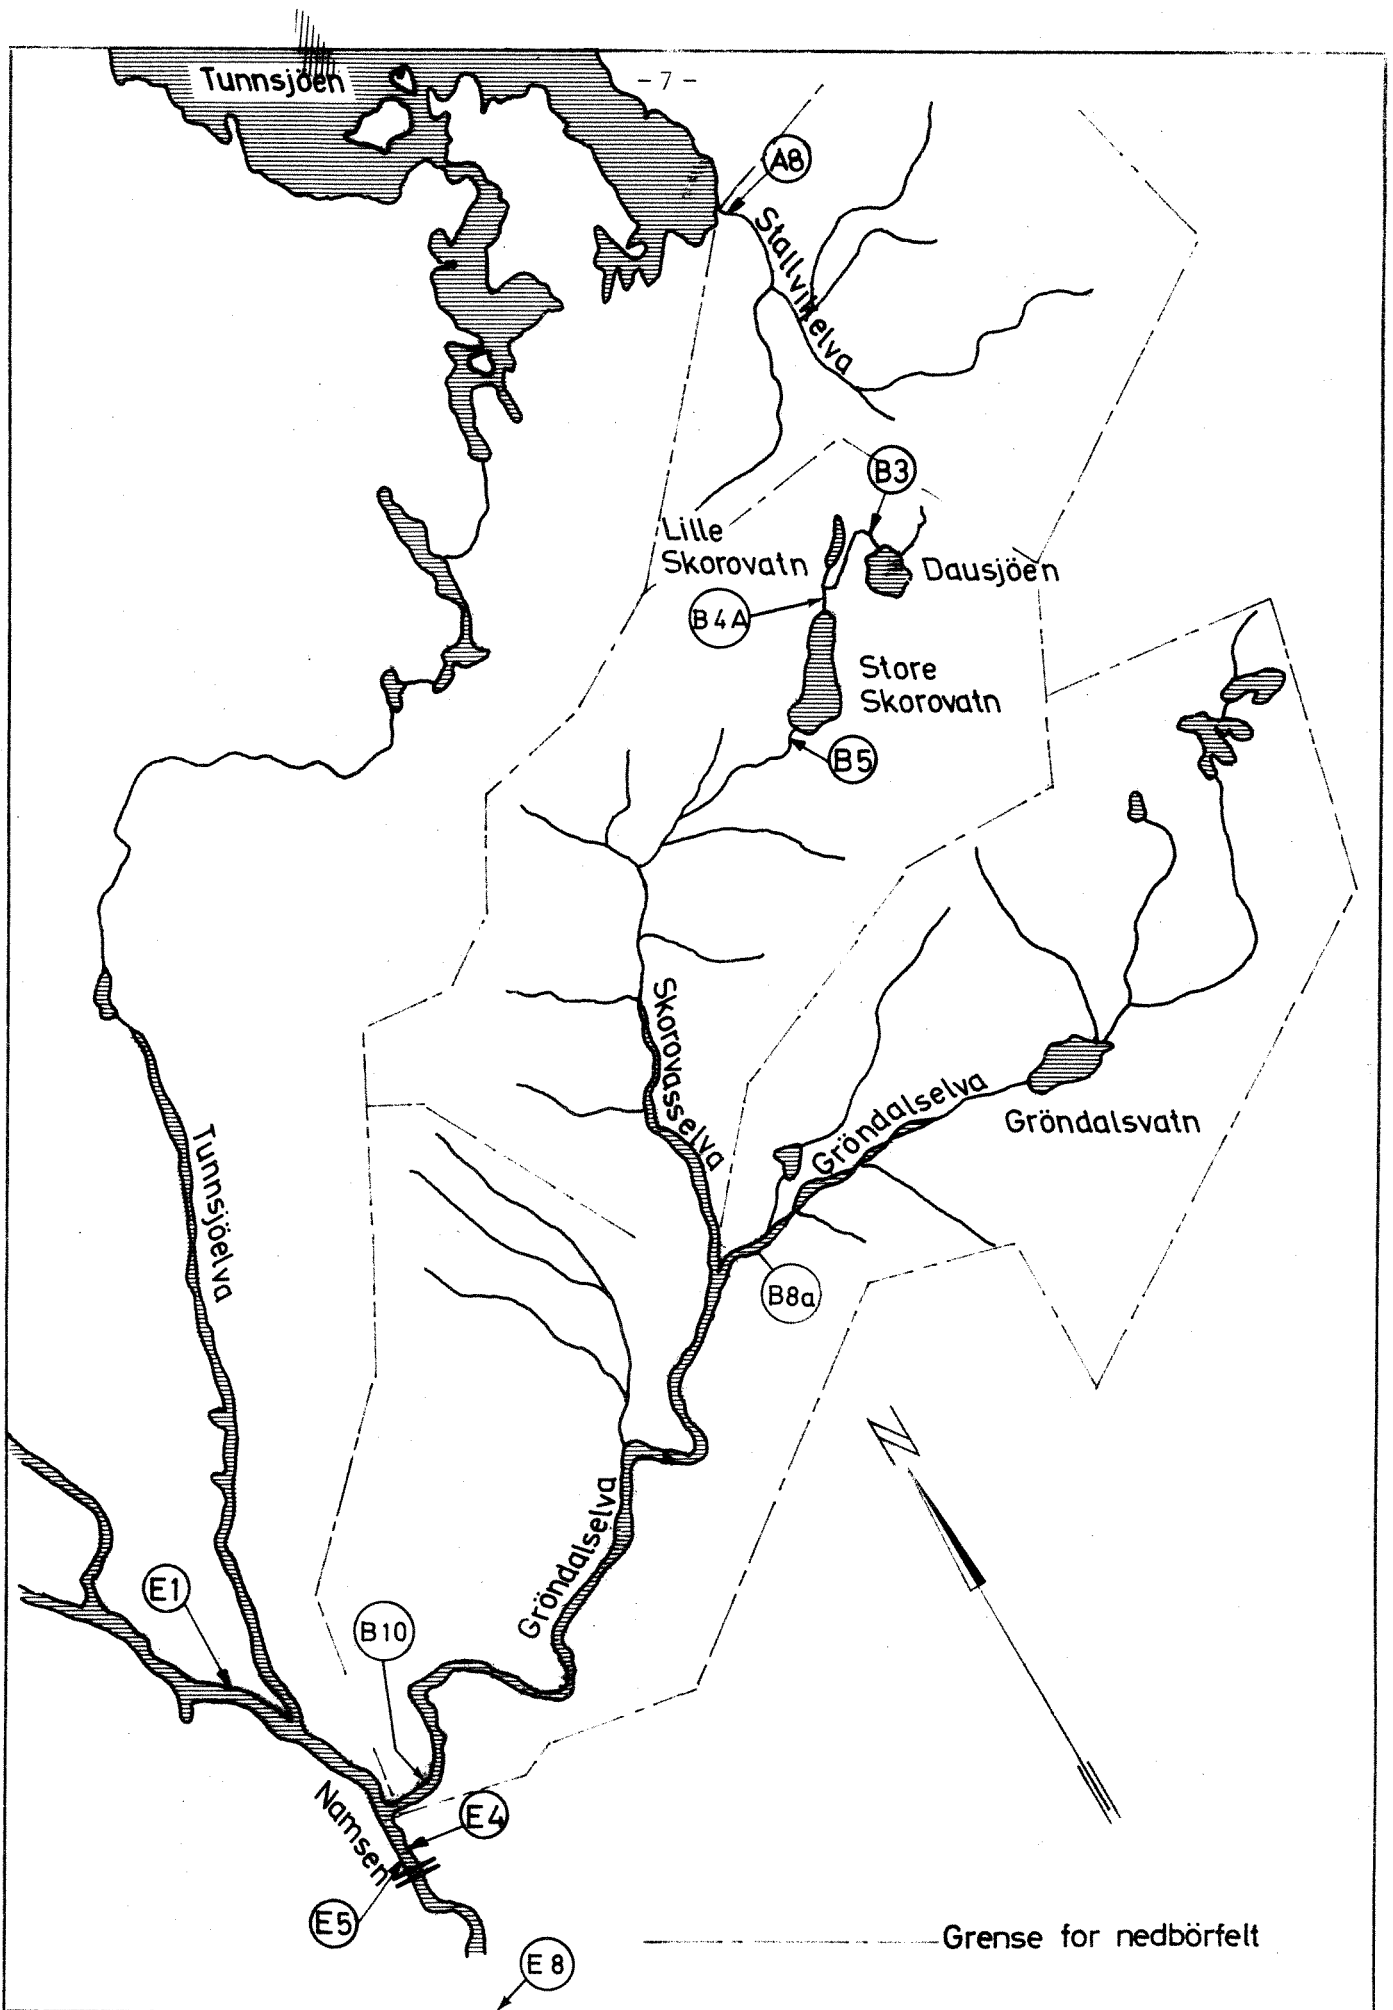 Tunnsjöen
- 7 -
A8
Stallvikelva
B3
Lille
Skorovatn
Dausjöen
B4A
Store
Skorovatn
B5
Skorovasselva
Gröndalselva
Gröndalsvatn
Tunnsjöelva
B8a
N
Gröndalselva
E1
B10
Namsen
E4
E5
Grense for nedbörfelt
E8